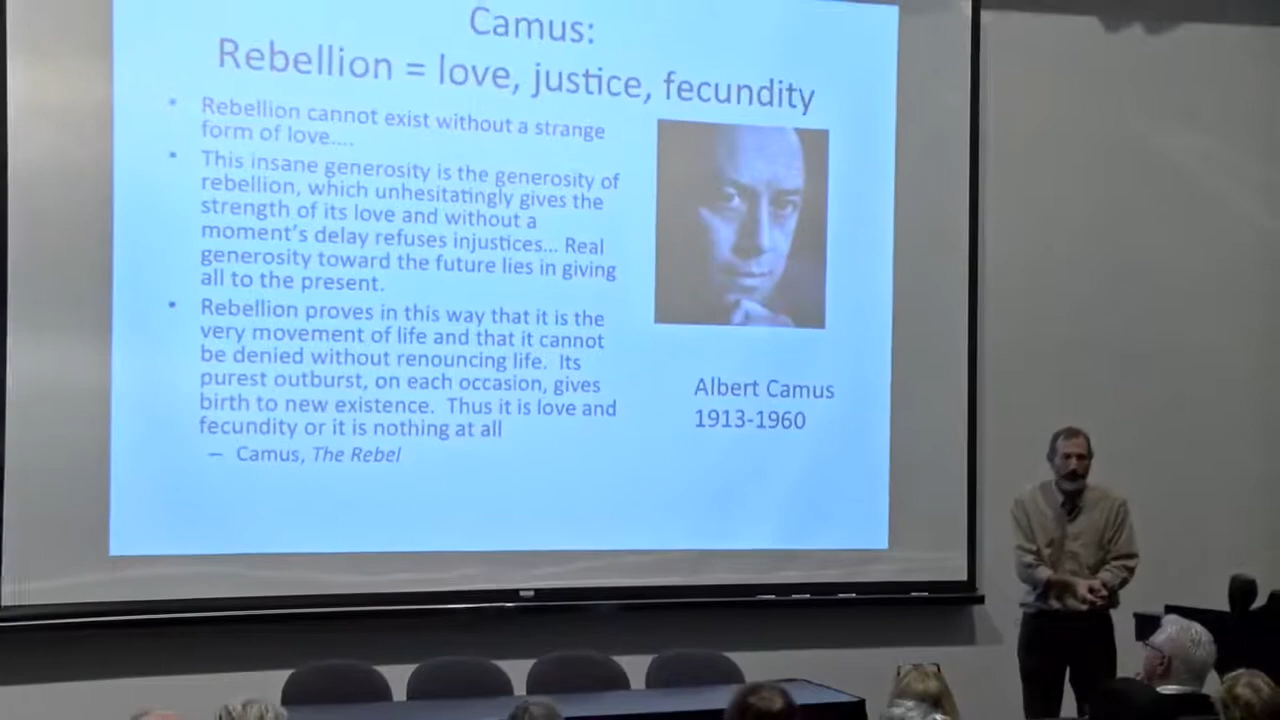 Camus:
Rebellion = love, justice, fecundity
• Rebellion cannot exist without a strange
form of love....
• This insane generosity is the generosity of
rebellion, which unhesitatingly gives the
strength of its love and without a
moment's delay refuses injustices... Real
generosity toward the future lies in giving
all to the present.
• Rebellion proves in this way that it is the
very movement of life and that it cannot
be denied without renouncing life. Its
purest outburst, on each occasion, gives
birth to new existence. Thus it is love and
fecundity or it is nothing at all
– Camus, The Rebel
Albert Camus
1913-1960